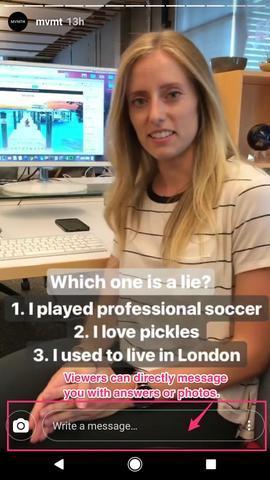 MVMTH
mvmt 13h
Which one is a lie?
1. I played professional soccer
2. I love pickles
3. I used to live in London
Viewers can directly message
you with answers or photos.
Write a message...